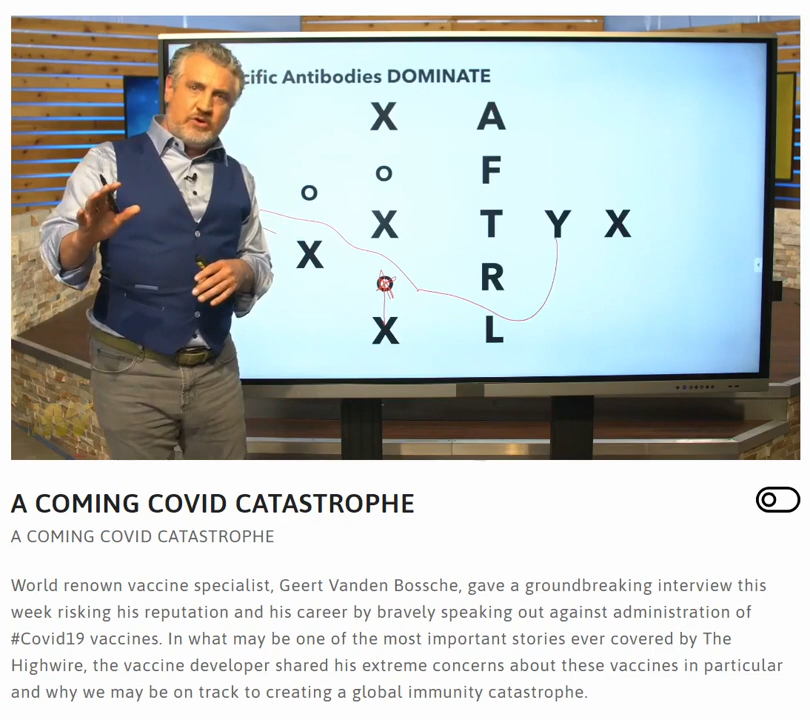 cific Antibodies DOMINATE
X A
o F
o
X T Y X
X
R
X L
A COMING COVID CATASTROPHE
A COMING COVID CATASTROPHE
World renown vaccine specialist, Geert Vanden Bossche, gave a groundbreaking interview this
week risking his reputation and his career by bravely speaking out against administration of
#Covid19 vaccines. In what may be one of the most important stories ever covered by The
Highwire, the vaccine developer shared his extreme concerns about these vaccines in particular
and why we may be on track to creating a global immunity catastrophe.